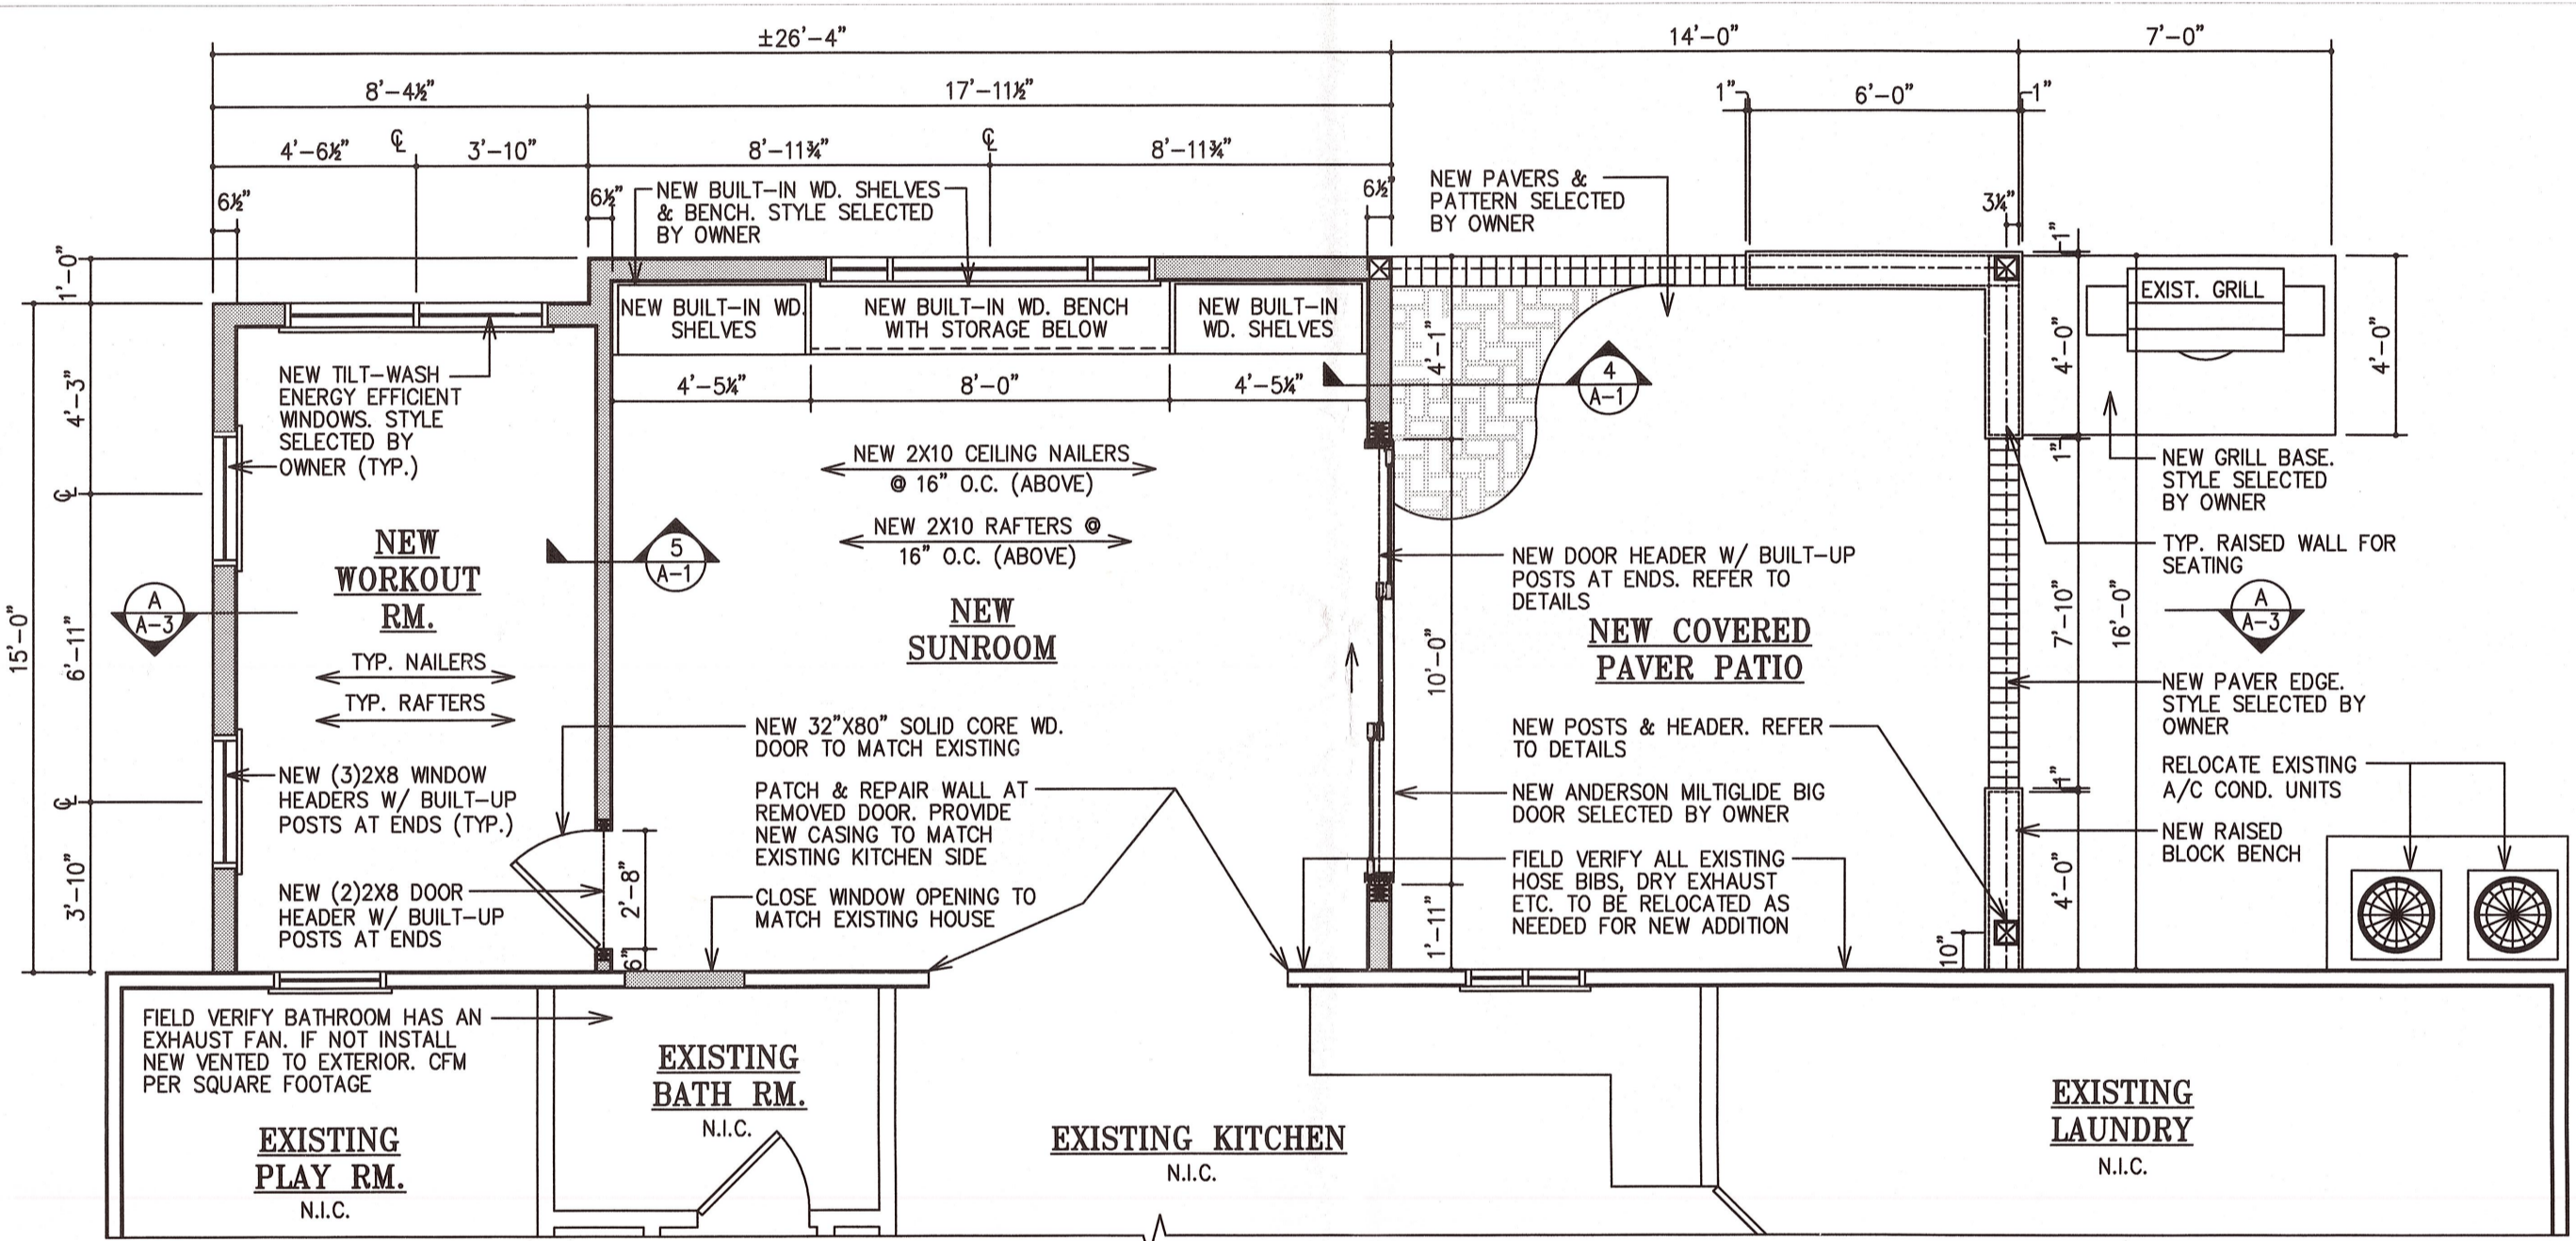 ±26'-4"
14'-0"
7'-0"
8'-4½"
17'-11½"
1"
6'-0"
1"
4'-6½"
℄
3'-10"
8'-11¾"
℄
8'-11¾"
6½"
6½"
6½"
3¼"
NEW BUILT-IN WD. SHELVES
& BENCH. STYLE SELECTED
BY OWNER
NEW PAVERS &
PATTERN SELECTED
BY OWNER
1'-0"
15'-0"
4'-3"
℄
6'-11"
℄
3'-10"
NEW BUILT-IN WD.
SHELVES
NEW BUILT-IN WD. BENCH
WITH STORAGE BELOW
NEW BUILT-IN
WD. SHELVES
4'-5¼"
8'-0"
4'-5¼"
NEW TILT-WASH
ENERGY EFFICIENT
WINDOWS. STYLE
SELECTED BY
OWNER (TYP.)
NEW
WORKOUT
RM.
A
A-3
TYP. NAILERS
TYP. RAFTERS
NEW (3)2X8 WINDOW
HEADERS W/ BUILT-UP
POSTS AT ENDS (TYP.)
NEW (2)2X8 DOOR
HEADER W/ BUILT-UP
POSTS AT ENDS
5
A-1
NEW 2X10 CEILING NAILERS
@ 16" O.C. (ABOVE)
NEW 2X10 RAFTERS @
16" O.C. (ABOVE)
NEW
SUNROOM
NEW 32"X80" SOLID CORE WD.
DOOR TO MATCH EXISTING
PATCH & REPAIR WALL AT
REMOVED DOOR. PROVIDE
NEW CASING TO MATCH
EXISTING KITCHEN SIDE
CLOSE WINDOW OPENING TO
MATCH EXISTING HOUSE
2'-8"
6"
4'-1"
10'-0"
1'-11"
4
A-1
NEW DOOR HEADER W/ BUILT-UP
POSTS AT ENDS. REFER TO
DETAILS
NEW COVERED
PAVER PATIO
NEW POSTS & HEADER. REFER
TO DETAILS
NEW ANDERSON MILTIGLIDE BIG
DOOR SELECTED BY OWNER
FIELD VERIFY ALL EXISTING
HOSE BIBS, DRY EXHAUST
ETC. TO BE RELOCATED AS
NEEDED FOR NEW ADDITION
10"
1"
4'-0"
1"
7'-10"
1"
4'-0"
16'-0"
EXIST. GRILL
4'-0"
NEW GRILL BASE.
STYLE SELECTED
BY OWNER
TYP. RAISED WALL FOR
SEATING
A
A-3
NEW PAVER EDGE.
STYLE SELECTED BY
OWNER
RELOCATE EXISTING
A/C COND. UNITS
NEW RAISED
BLOCK BENCH
FIELD VERIFY BATHROOM HAS AN
EXHAUST FAN. IF NOT INSTALL
NEW VENTED TO EXTERIOR. CFM
PER SQUARE FOOTAGE
EXISTING
PLAY RM.
N.I.C.
EXISTING
BATH RM.
N.I.C.
EXISTING KITCHEN
N.I.C.
EXISTING
LAUNDRY
N.I.C.